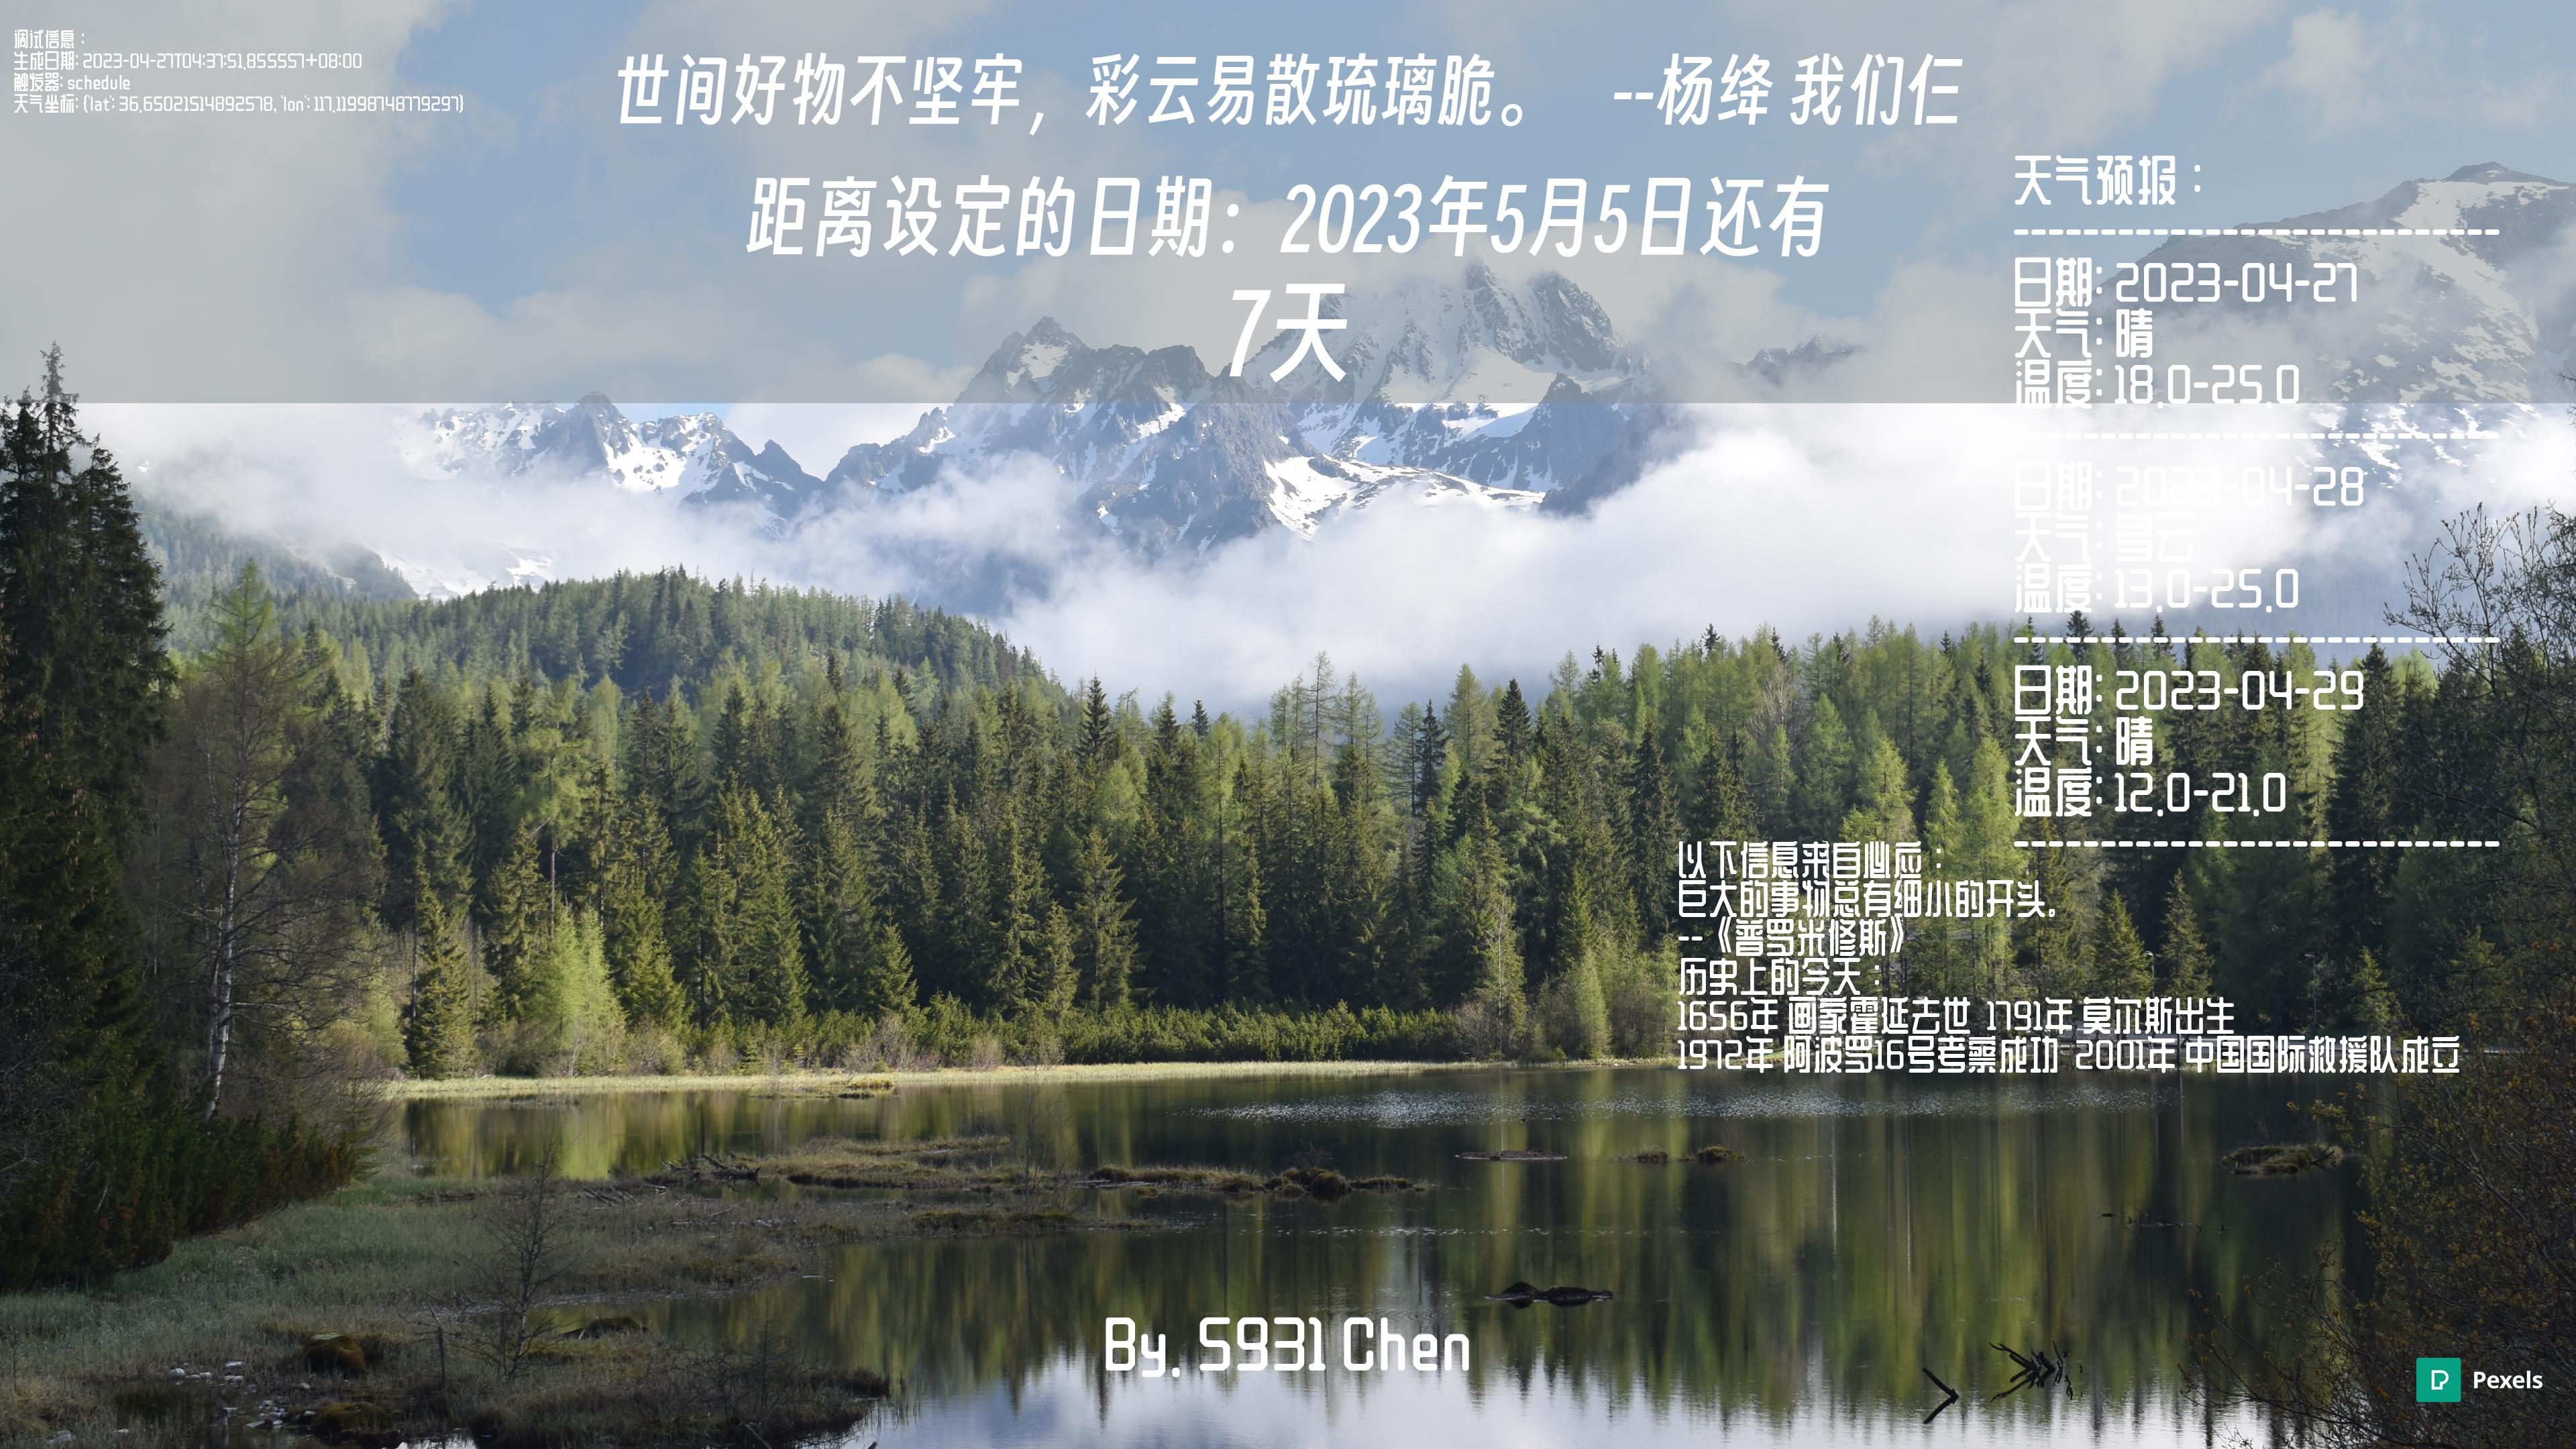 调试信息：
生成日期: 2023-04-27T04:37:51.855557+08:00
触发器: schedule
天气坐标: {'lat': 36.65021514892578, 'lon': 117.11998748779297}
世间好物不坚牢，彩云易散琉璃脆。 --杨绛 我们仨
距离设定的日期：2023年5月5日还有
7天
天气预报：
------------------------------
日期: 2023-04-27
天气: 晴
温度: 18.0-25.0
------------------------------
日期: 2023-04-28
天气: 多云
温度: 13.0-25.0
------------------------------
日期: 2023-04-29
天气: 晴
温度: 12.0-21.0
------------------------------
以下信息来自必应：
巨大的事物总有细小的开头。
--《普罗米修斯》
历史上的今天：
1656年 画家霍延去世 1791年 莫尔斯出生
1972年 阿波罗16号考察成功 2001年 中国国际救援队成立
By. S931 Chen
Pexels